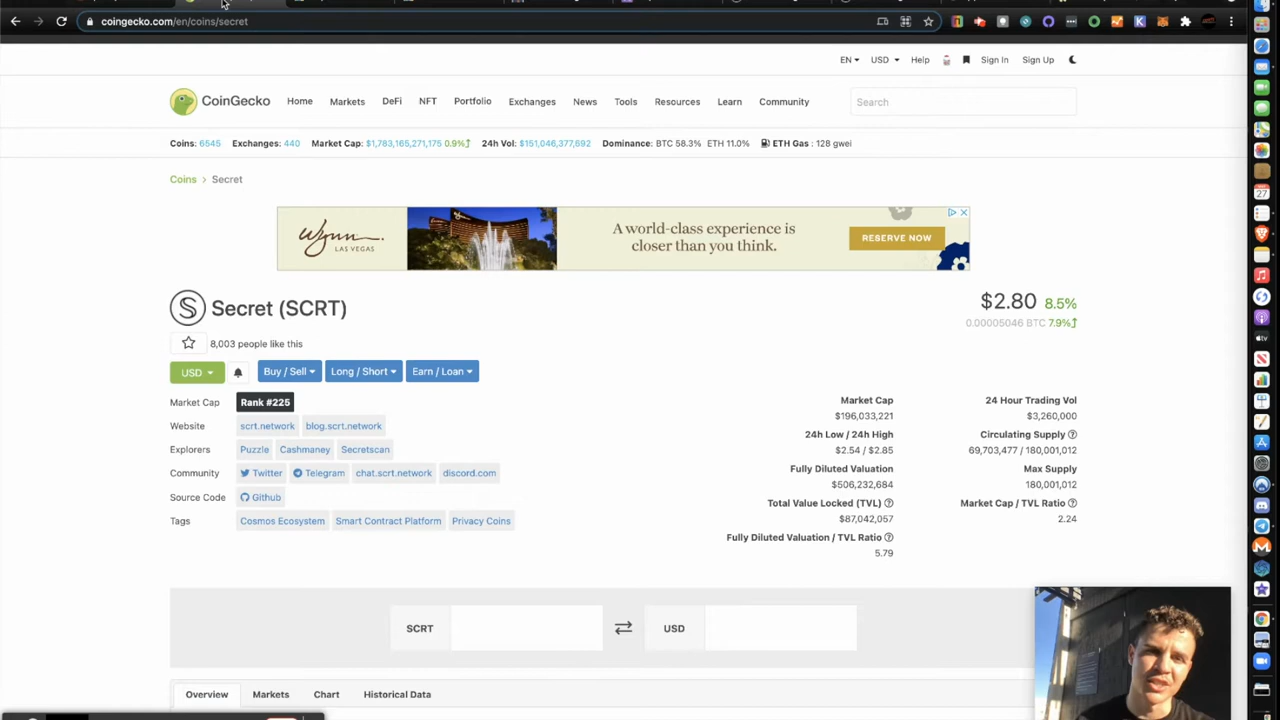 coingecko.com/en/coins/secret
EN USD Help Sign In Sign Up
CoinGecko Home Markets DeFi NFT Portfolio Exchanges News Tools Resources Learn Community Search
Coins: 6545 Exchanges: 440 Market Cap: $1,783,165,271,175 0.9% 24h Vol: $151,046,377,692 Dominance: BTC 58.3% ETH 11.0% ETH Gas : 128 gwei
Coins > Secret
Wynn LAS VEGAS
A world-class experience is
closer than you think.
RESERVE NOW
Secret (SCRT)
$2.80 8.5%
0.00005046 BTC 7.9%
8,003 people like this
USD Buy / Sell Long / Short Earn / Loan
Market Cap Rank #225
Website scrt.network blog.scrt.network
Explorers Puzzle Cashmaney Secretscan
Community Twitter Telegram chat.scrt.network discord.com
Source Code Github
Tags Cosmos Ecosystem Smart Contract Platform Privacy Coins
Market Cap
$196,033,221
24h Low / 24h High
$2.54 / $2.85
Fully Diluted Valuation
$506,232,684
Total Value Locked (TVL)
$87,042,057
Fully Diluted Valuation / TVL Ratio
5.79
24 Hour Trading Vol
$3,260,000
Circulating Supply
69,703,477 / 180,001,012
Max Supply
180,001,012
Market Cap / TVL Ratio
2.24
SCRT USD
Overview Markets Chart Historical Data
27
tv